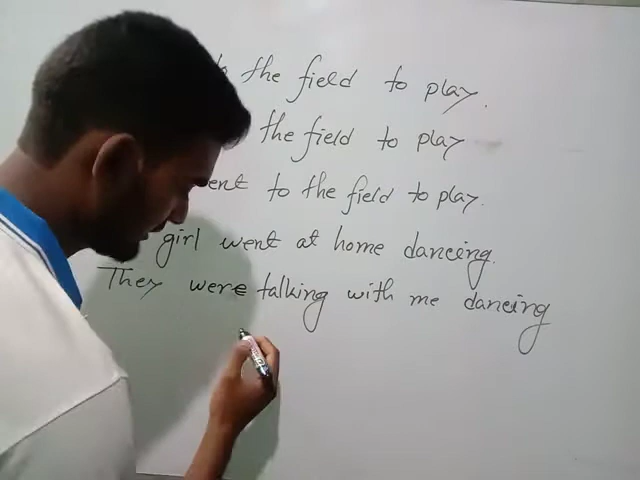 the field to play.
the field to play
to the field to play.
girl went at home dancing.
They were talking with me dancing